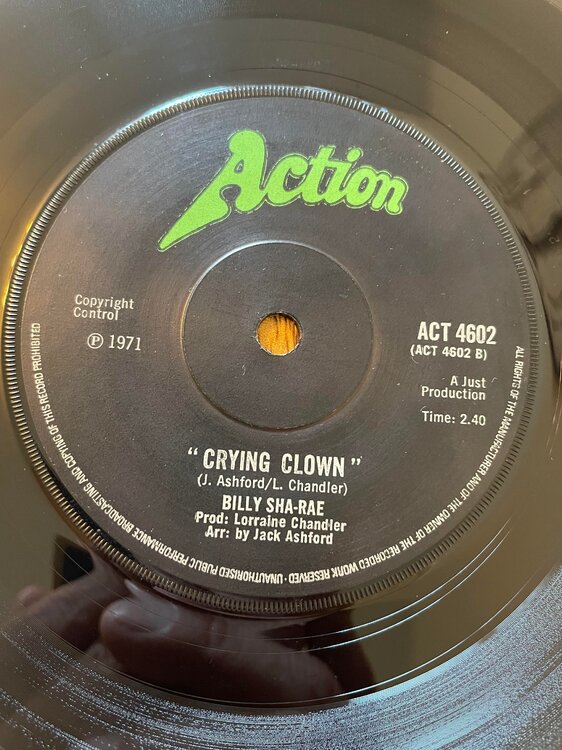 Action
Copyright
Control
Ⓟ 1971
ACT 4602
(ACT 4602 B)
A Just
Production
Time: 2.40
"CRYING CLOWN"
(J. Ashford/L. Chandler)
BILLY SHA-RAE
Prod: Lorraine Chandler
Arr: by Jack Ashford
ALL RIGHTS OF THE MANUFACTURER AND OF THE OWNER OF THE RECORDED WORK RESERVED · UNAUTHORISED PUBLIC PERFORMANCE BROADCASTING AND COPYING OF THIS RECORD PROHIBITED